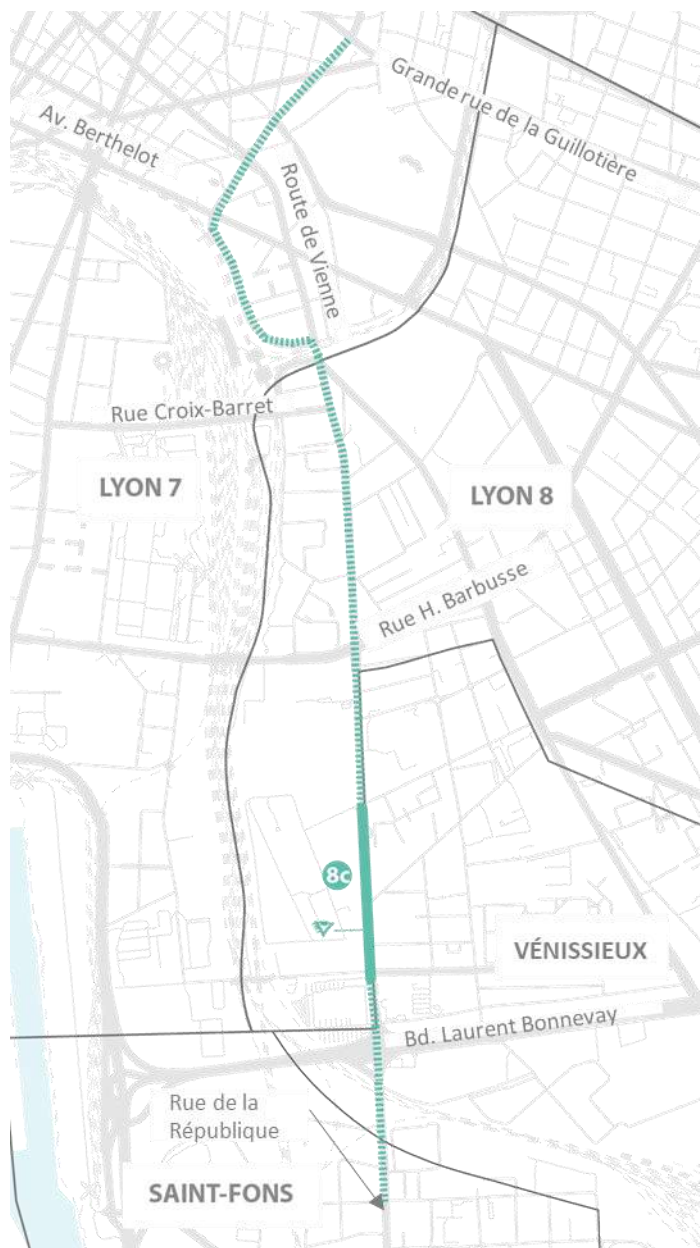 Grande rue de la Guillotière
Av. Berthelot
Route de Vienne
Rue Croix-Barret
LYON 7
LYON 8
Rue H. Barbusse
8c
VÉNISSIEUX
Bd. Laurent Bonnevay
Rue de la
République
SAINT-FONS